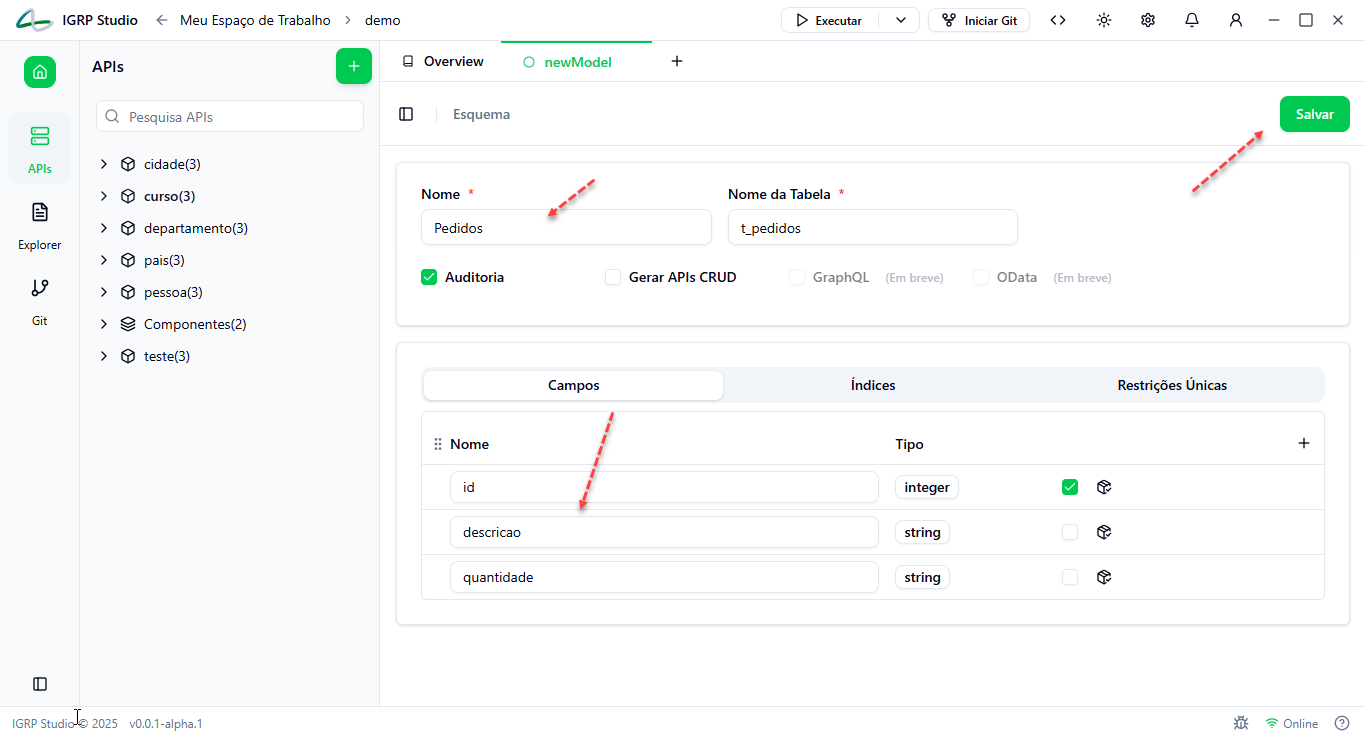 IGRP Studio
Meu Espaço de Trabalho
demo
Executar
Iniciar Git
APIs
Pesquisa APIs
cidade(3)
curso(3)
departamento(3)
pais(3)
pessoa(3)
Componentes(2)
teste(3)
APIs
Explorer
Git
Overview
newModel
Esquema
Salvar
Nome *
Nome da Tabela *
Pedidos
t_pedidos
Auditoria
Gerar APIs CRUD
GraphQL (Em breve)
OData (Em breve)
Campos
Índices
Restrições Únicas
Nome
Tipo
id
integer
descricao
string
quantidade
string
IGRP Studio © 2025
v0.0.1-alpha.1
Online